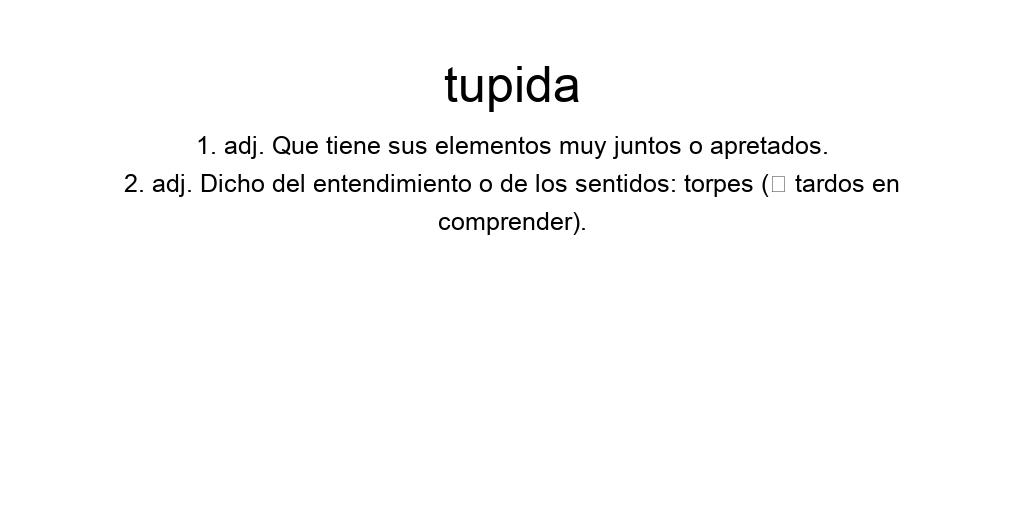 tupida
1. adj. Que tiene sus elementos muy juntos o apretados.
2. adj. Dicho del entendimiento o de los sentidos: torpes (□ tardos en
comprender).